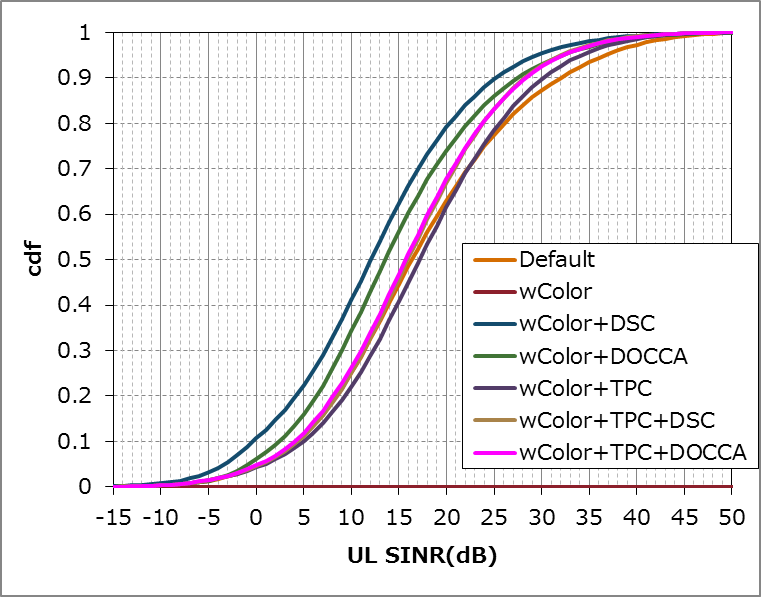 1
0.9
0.8
0.7
0.6
0.5
0.4
0.3
0.2
0.1
0
cdf
-15 -10 -5 0 5 10 15 20 25 30 35 40 45 50
UL SINR(dB)
Default
wColor
wColor+DSC
wColor+DOCCA
wColor+TPC
wColor+TPC+DSC
wColor+TPC+DOCCA